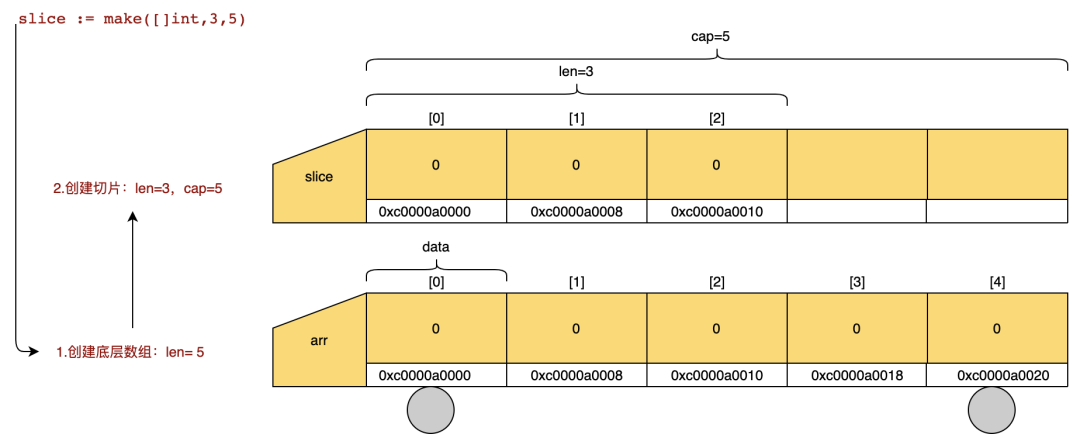 slice := make([]int,3,5)
cap=5
len=3
[0] [1] [2]
slice 0 0 0
2.创建切片：len=3，cap=5
0xc0000a0000 0xc0000a0008 0xc0000a0010
data
[0] [1] [2] [3] [4]
arr 0 0 0 0 0
1.创建底层数组：len= 5
0xc0000a0000 0xc0000a0008 0xc0000a0010 0xc0000a0018 0xc0000a0020